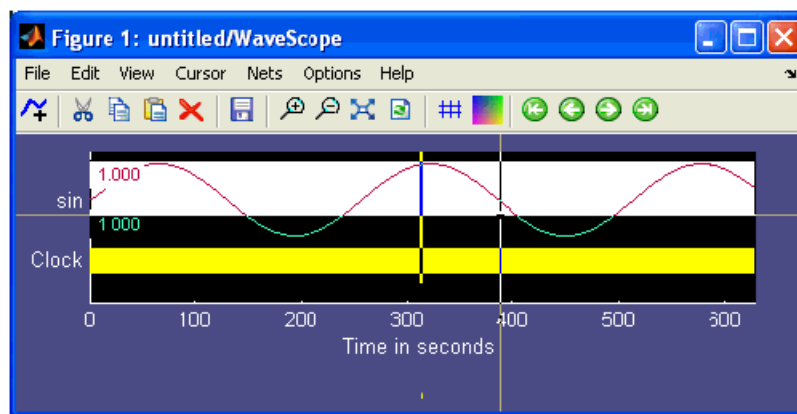 Figure 1: untitled/WaveScope
File Edit View Cursor Nets Options Help
1.000
sin
1.000
Clock
0 100 200 300 400 500 600
Time in seconds